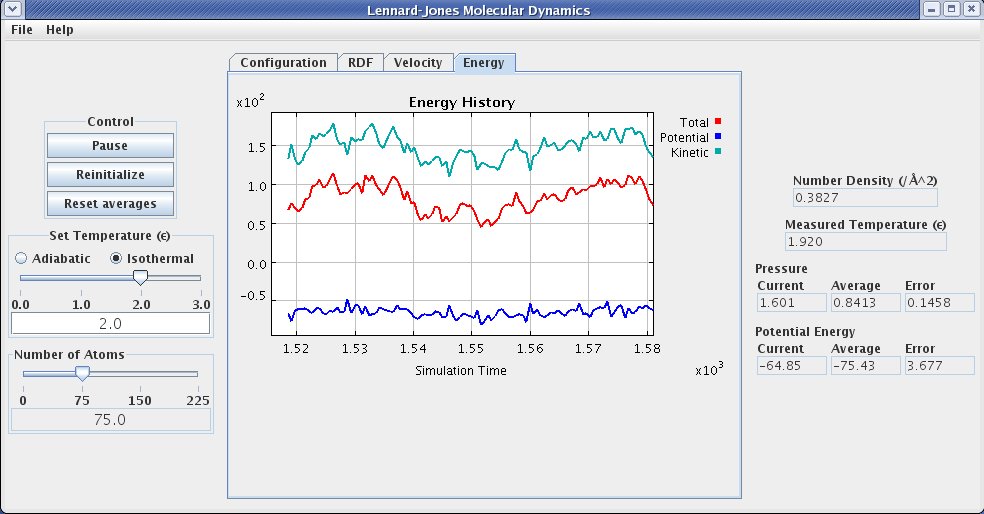 Lennard-Jones Molecular Dynamics
File Help
Configuration RDF Velocity Energy
Control
Pause
Reinitialize
Reset averages
Set Temperature (ϵ)
Adiabatic Isothermal
0.0 1.0 2.0 3.0
2.0
Number of Atoms
0 75 150 225
75.0
x10²
Energy History
1.5
1.0
0.5
0.0
−0.5
1.52 1.53 1.54 1.55 1.56 1.57 1.58
Simulation Time x10³
Total
Potential
Kinetic
Number Density (/Å^2)
0.3827
Measured Temperature (ϵ)
1.920
Pressure
Current Average Error
1.601 0.8413 0.1458
Potential Energy
Current Average Error
−64.85 −75.43 3.677